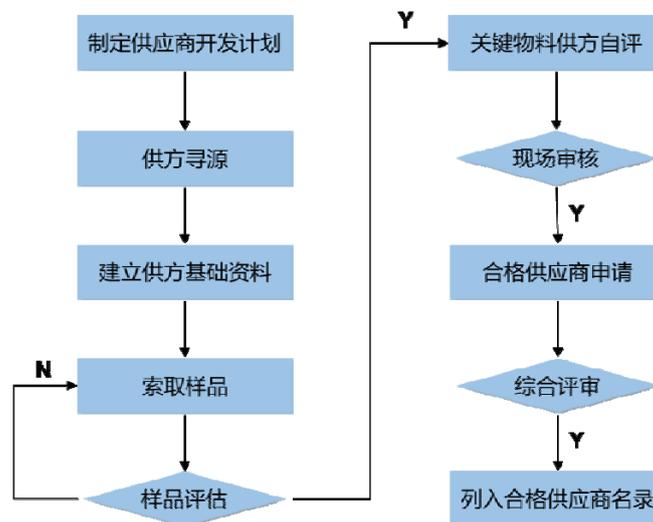 制定供应商开发计划
供方寻源
建立供方基础资料
N
索取样品
样品评估
Y
关键物料供方自评
现场审核
Y
合格供应商申请
综合评审
Y
列入合格供应商名录